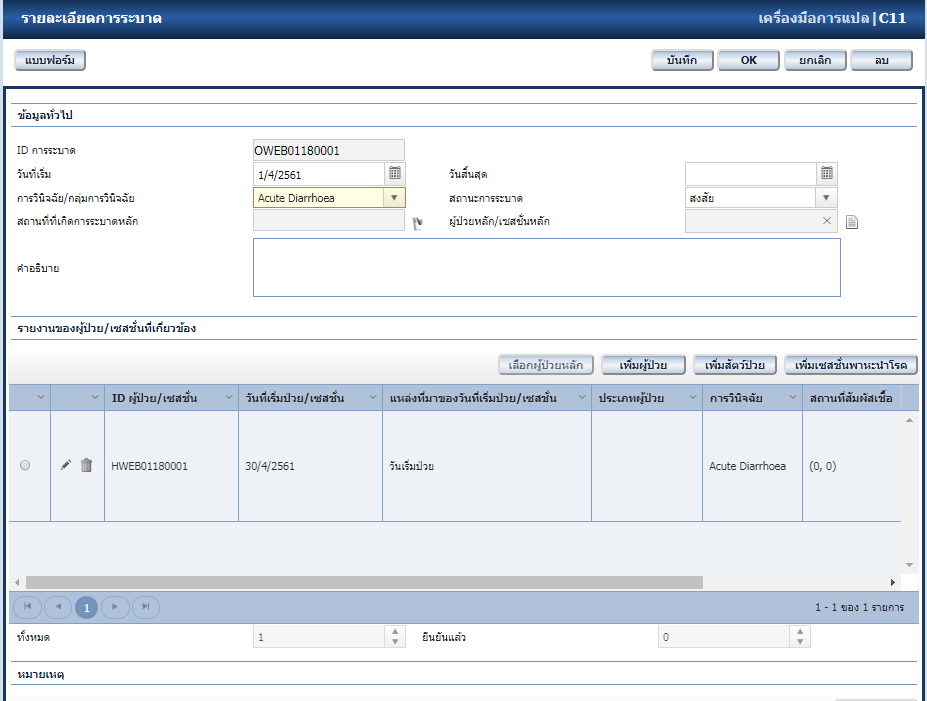 รายละเอียดการระบาด
เครื่องมือการแปล|C11
แบบฟอร์ม
บันทึก OK ยกเลิก ลบ
ข้อมูลทั่วไป
ID การระบาด OWEB01180001
วันที่เริ่ม 1/4/2561 วันสิ้นสุด
การวินิจฉัย/กลุ่มการวินิจฉัย Acute Diarrhoea สถานะการระบาด สงสัย
สถานที่ที่เกิดการระบาดหลัก ผู้ป่วยหลัก/เซสชั่นหลัก
คำอธิบาย
รายงานของผู้ป่วย/เซสชั่นที่เกี่ยวข้อง
เลือกผู้ป่วยหลัก เพิ่มผู้ป่วย เพิ่มสัตว์ป่วย เพิ่มเซสชั่นพาหะนำโรค
ID ผู้ป่วย/เซสชั่น วันที่เริ่มป่วย/เซสชั่น แหล่งที่มาของวันที่เริ่มป่วย/เซสชั่น ประเภทผู้ป่วย การวินิจฉัย สถานที่สัมผัสเชื้อ
HWEB01180001 30/4/2561 วันเริ่มป่วย Acute Diarrhoea (0, 0)
1 1 - 1 ของ 1 รายการ
ทั้งหมด 1 ยืนยันแล้ว 0
หมายเหตุ